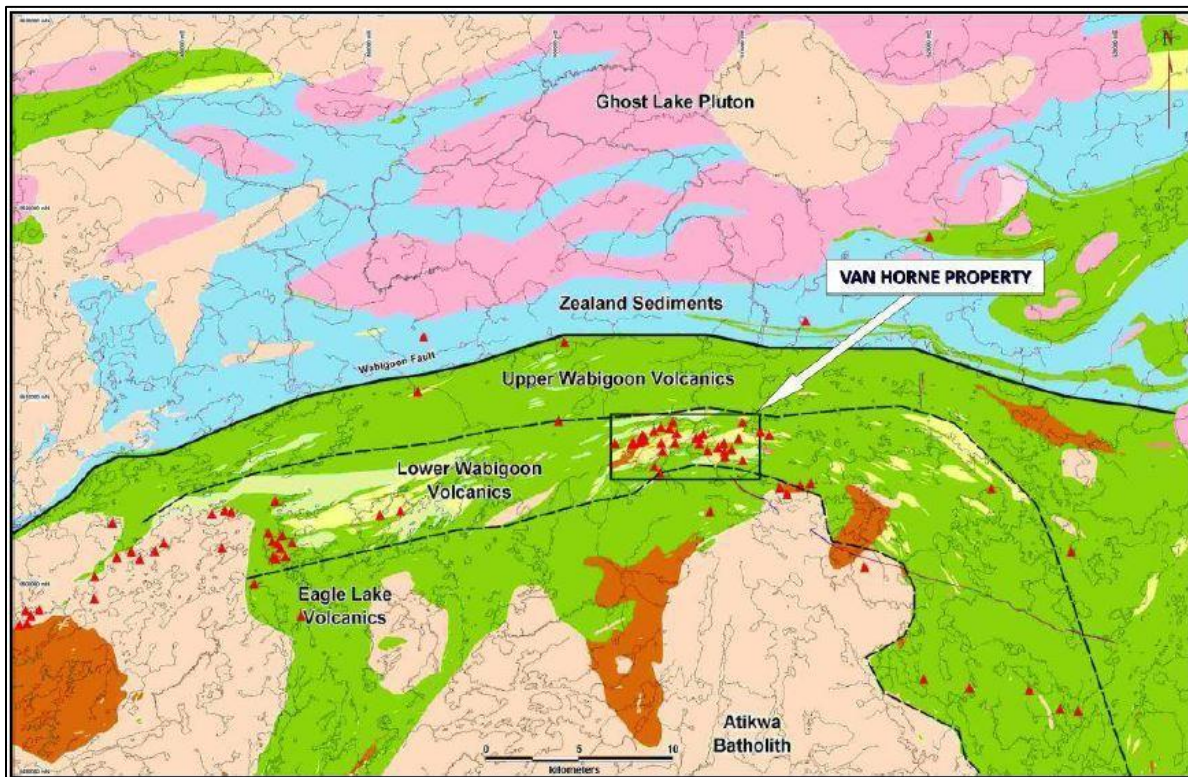 N
Ghost Lake Pluton
VAN HORNE PROPERTY
Zealand Sediments
Wabigoon Fault
Upper Wabigoon Volcanics
Lower Wabigoon
Volcanics
Eagle Lake
Volcanics
Atikwa
Batholith
0 5 10
kilometers